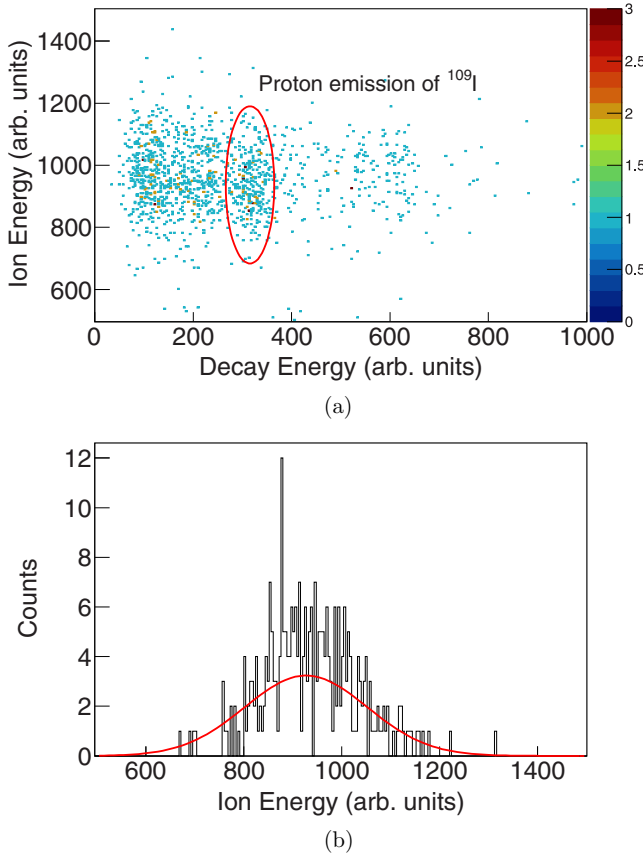 Ion Energy (arb. units)
1400
1200
1000
800
600
Proton emission of ¹⁰⁹I
3
2.5
2
1.5
1
0.5
0
0 200 400 600 800 1000
Decay Energy (arb. units)
(a)
Counts
12
10
8
6
4
2
0
600 800 1000 1200 1400
Ion Energy (arb. units)
(b)